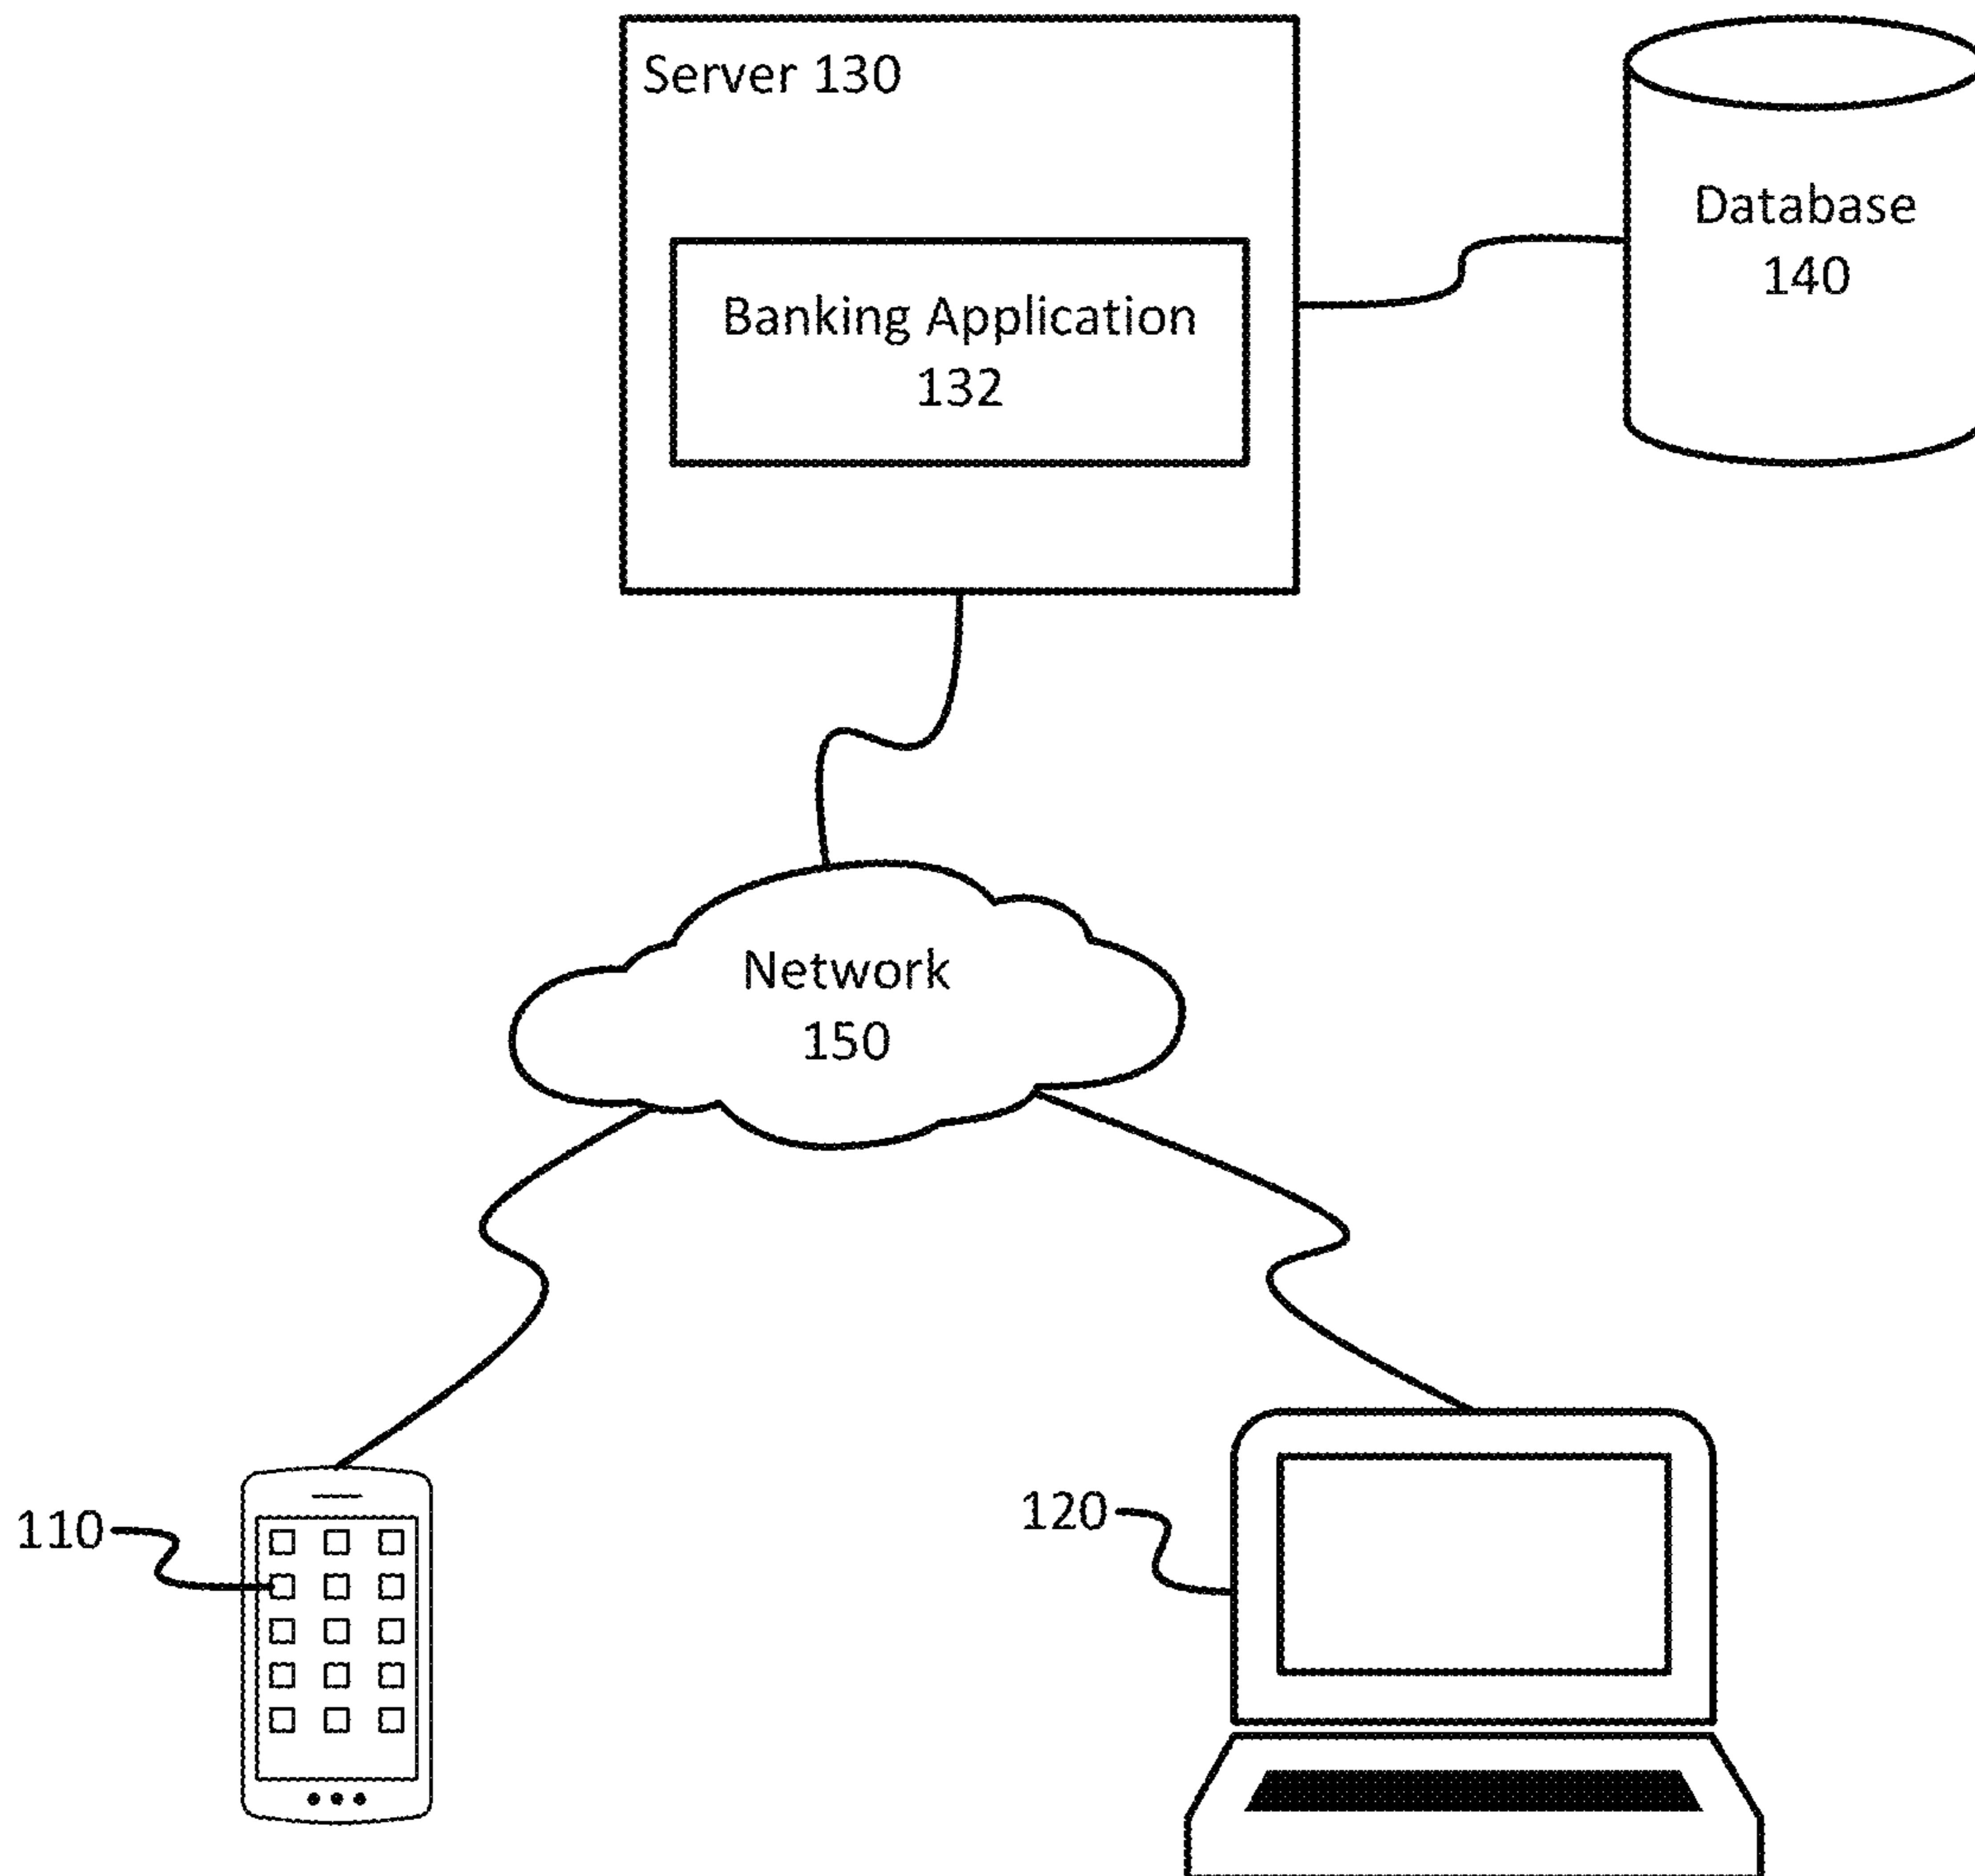 Server 130
Database
140
Banking Application
132
Network
150
110
120